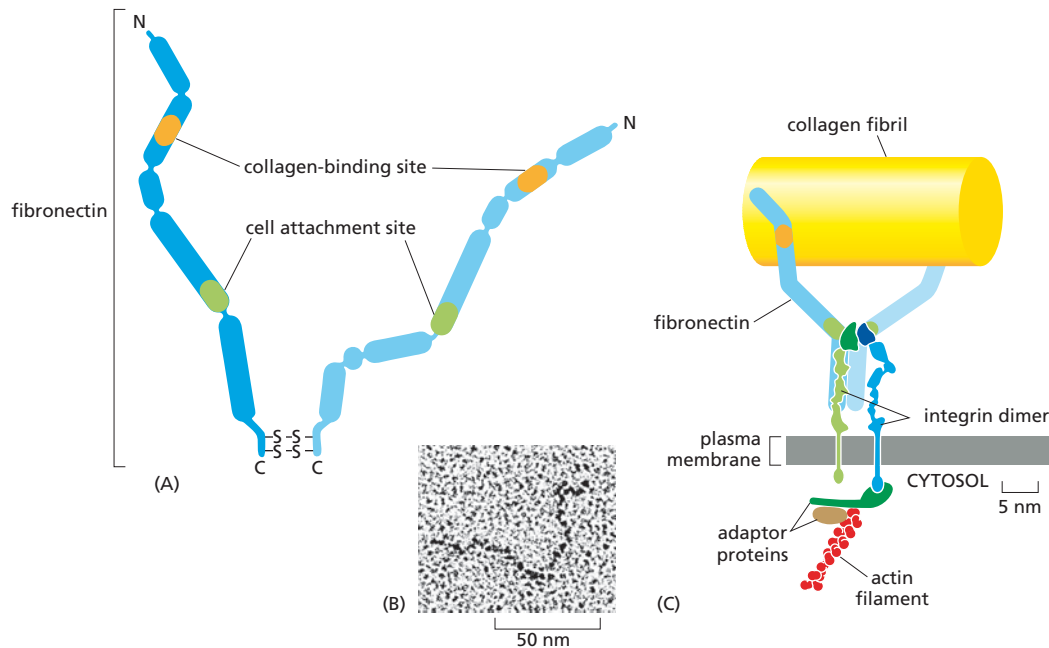 N
N
collagen-binding site
fibronectin
cell attachment site
S S
S S
C C
(A)
(B)
50 nm
collagen fibril
fibronectin
integrin dimer
plasma
membrane
CYTOSOL
5 nm
adaptor
proteins
actin
filament
(C)